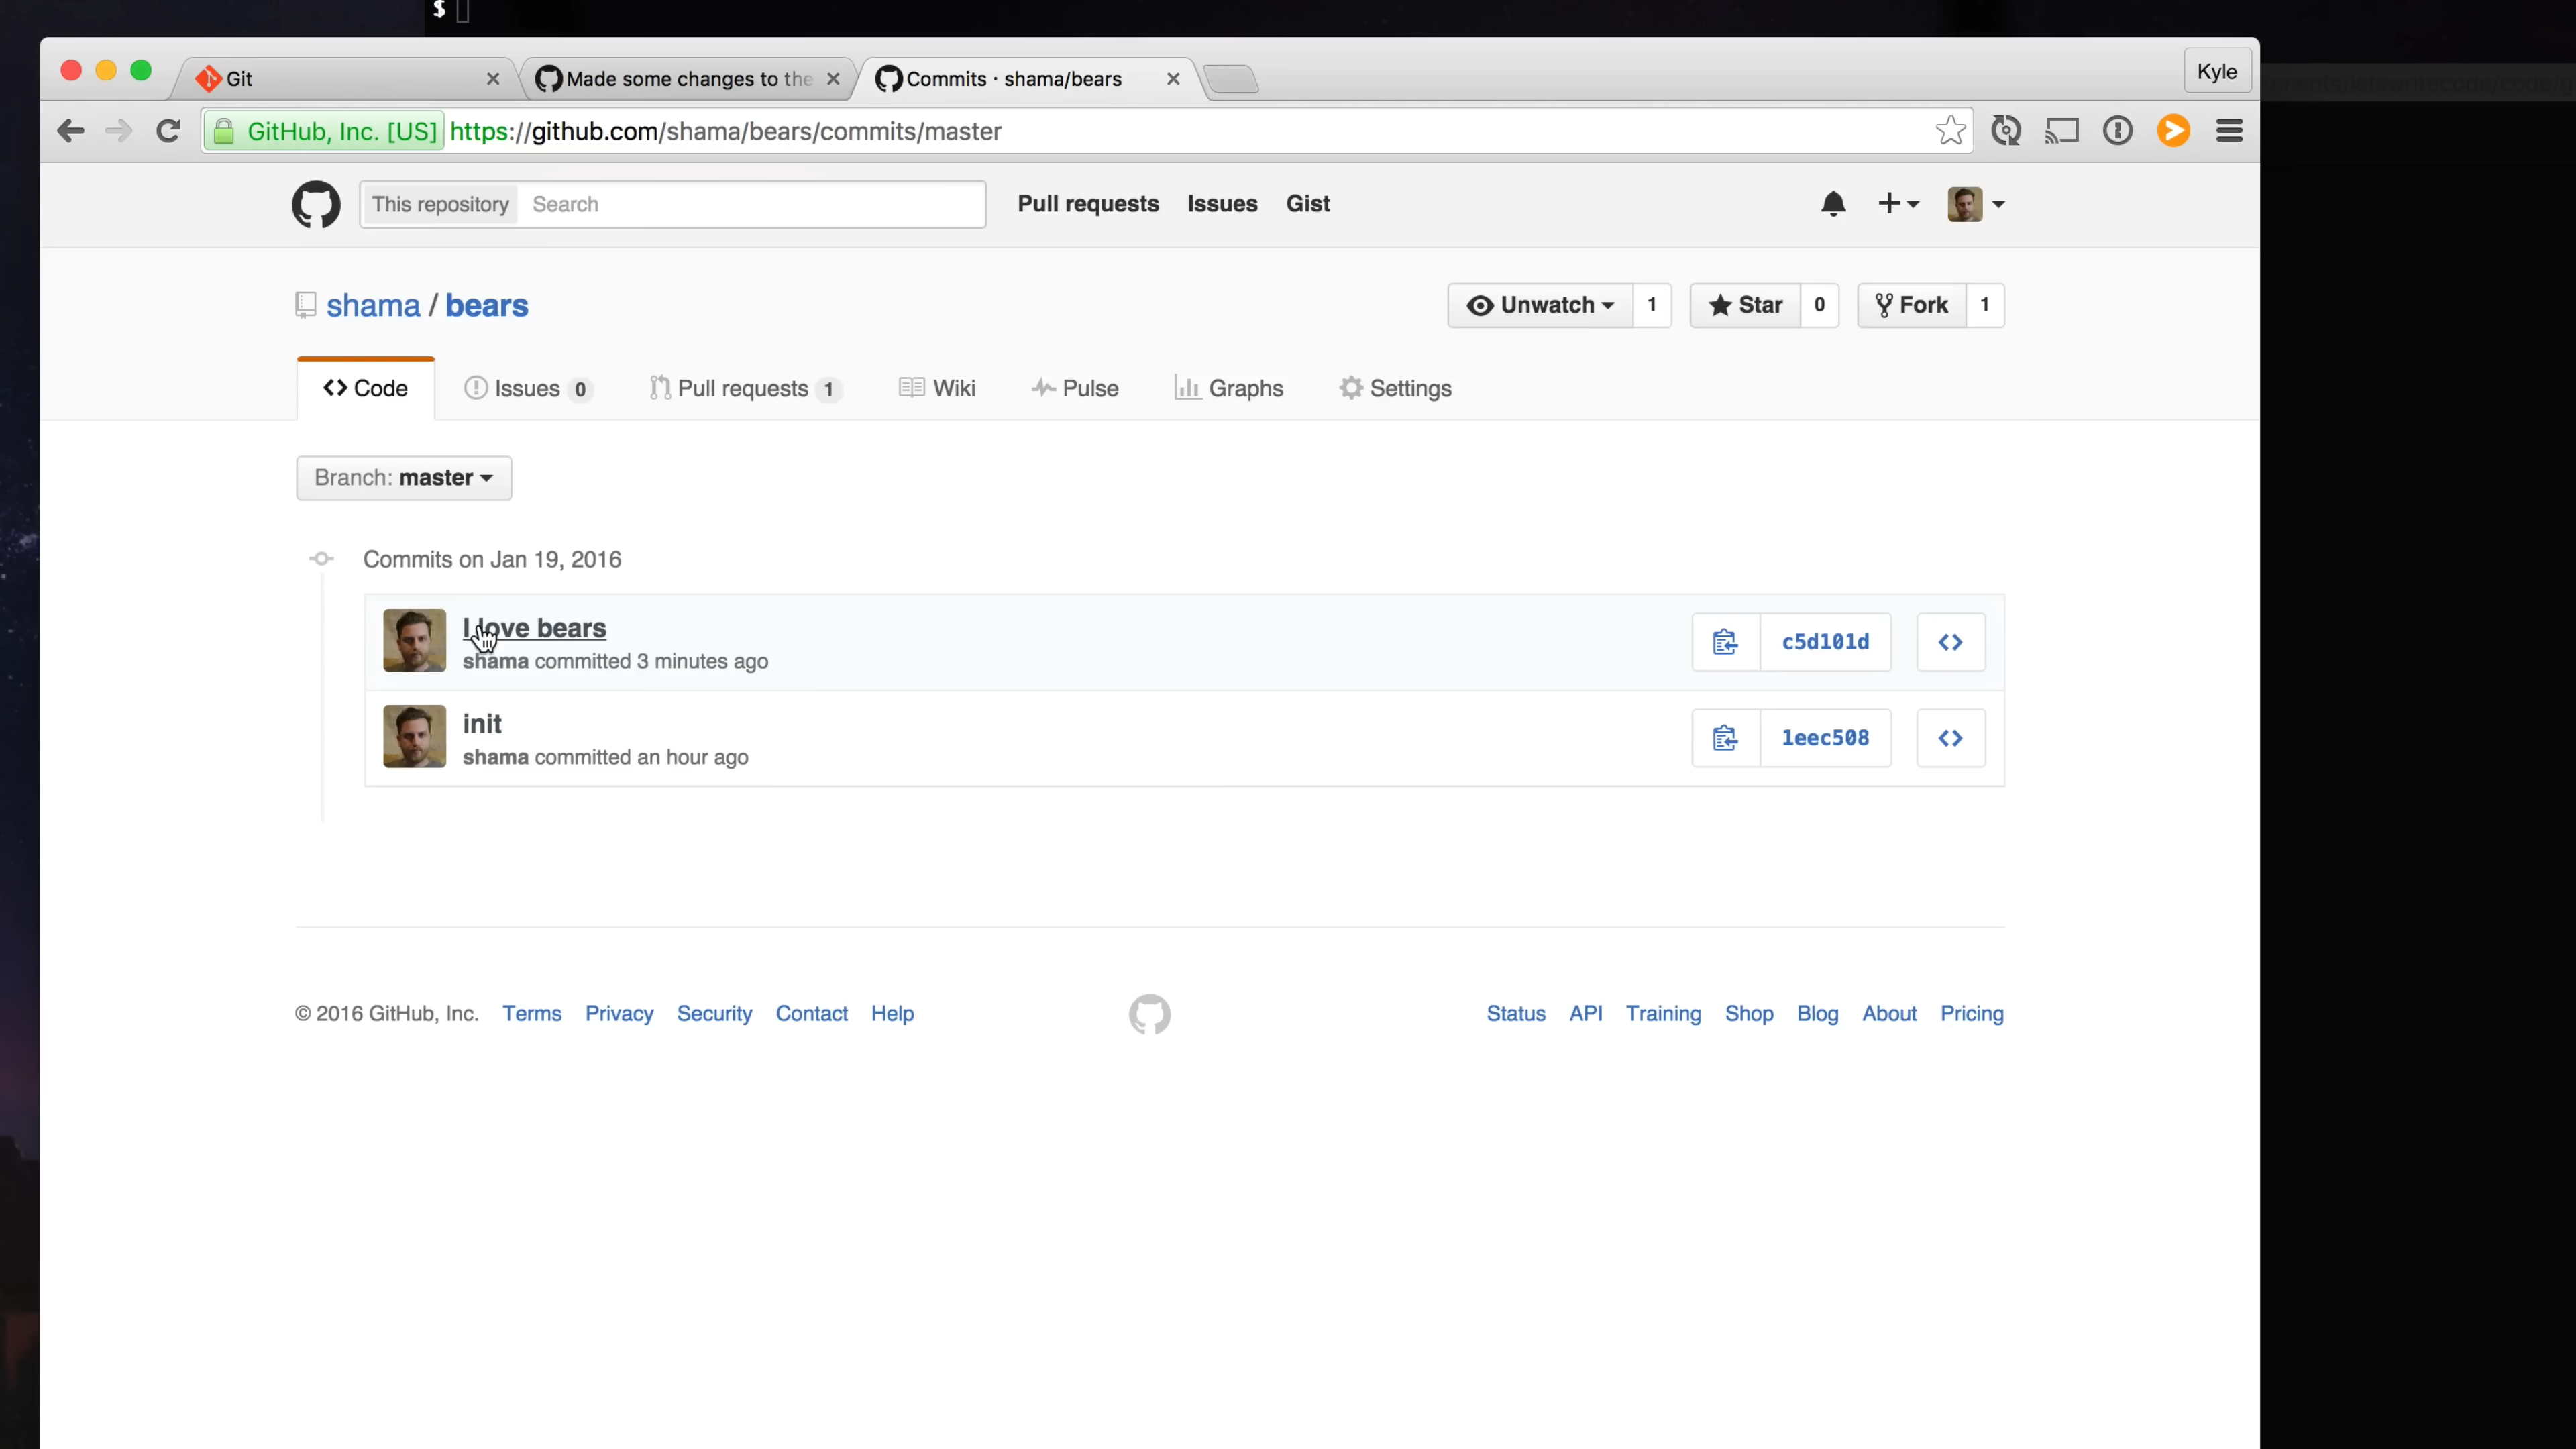 $
Git
Made some changes to the
Commits · shama/bears
Kyle
GitHub, Inc. [US] https://github.com/shama/bears/commits/master
This repository Search Pull requests Issues Gist
shama / bears
Unwatch 1 Star 0 Fork 1
Code Issues 0 Pull requests 1 Wiki Pulse Graphs Settings
Branch: master
Commits on Jan 19, 2016
I love bears
shama committed 3 minutes ago
c5d101d
init
shama committed an hour ago
1eec508
© 2016 GitHub, Inc. Terms Privacy Security Contact Help
Status API Training Shop Blog About Pricing